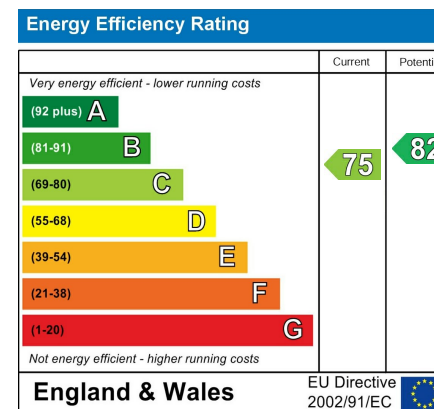 Energy Efficiency Rating
Current Potenti
Very energy efficient - lower running costs
(92 plus) A
(81-91) B 82
(69-80) C 75
(55-68) D
(39-54) E
(21-38) F
(1-20) G
Not energy efficient - higher running costs
England & Wales
EU Directive
2002/91/EC